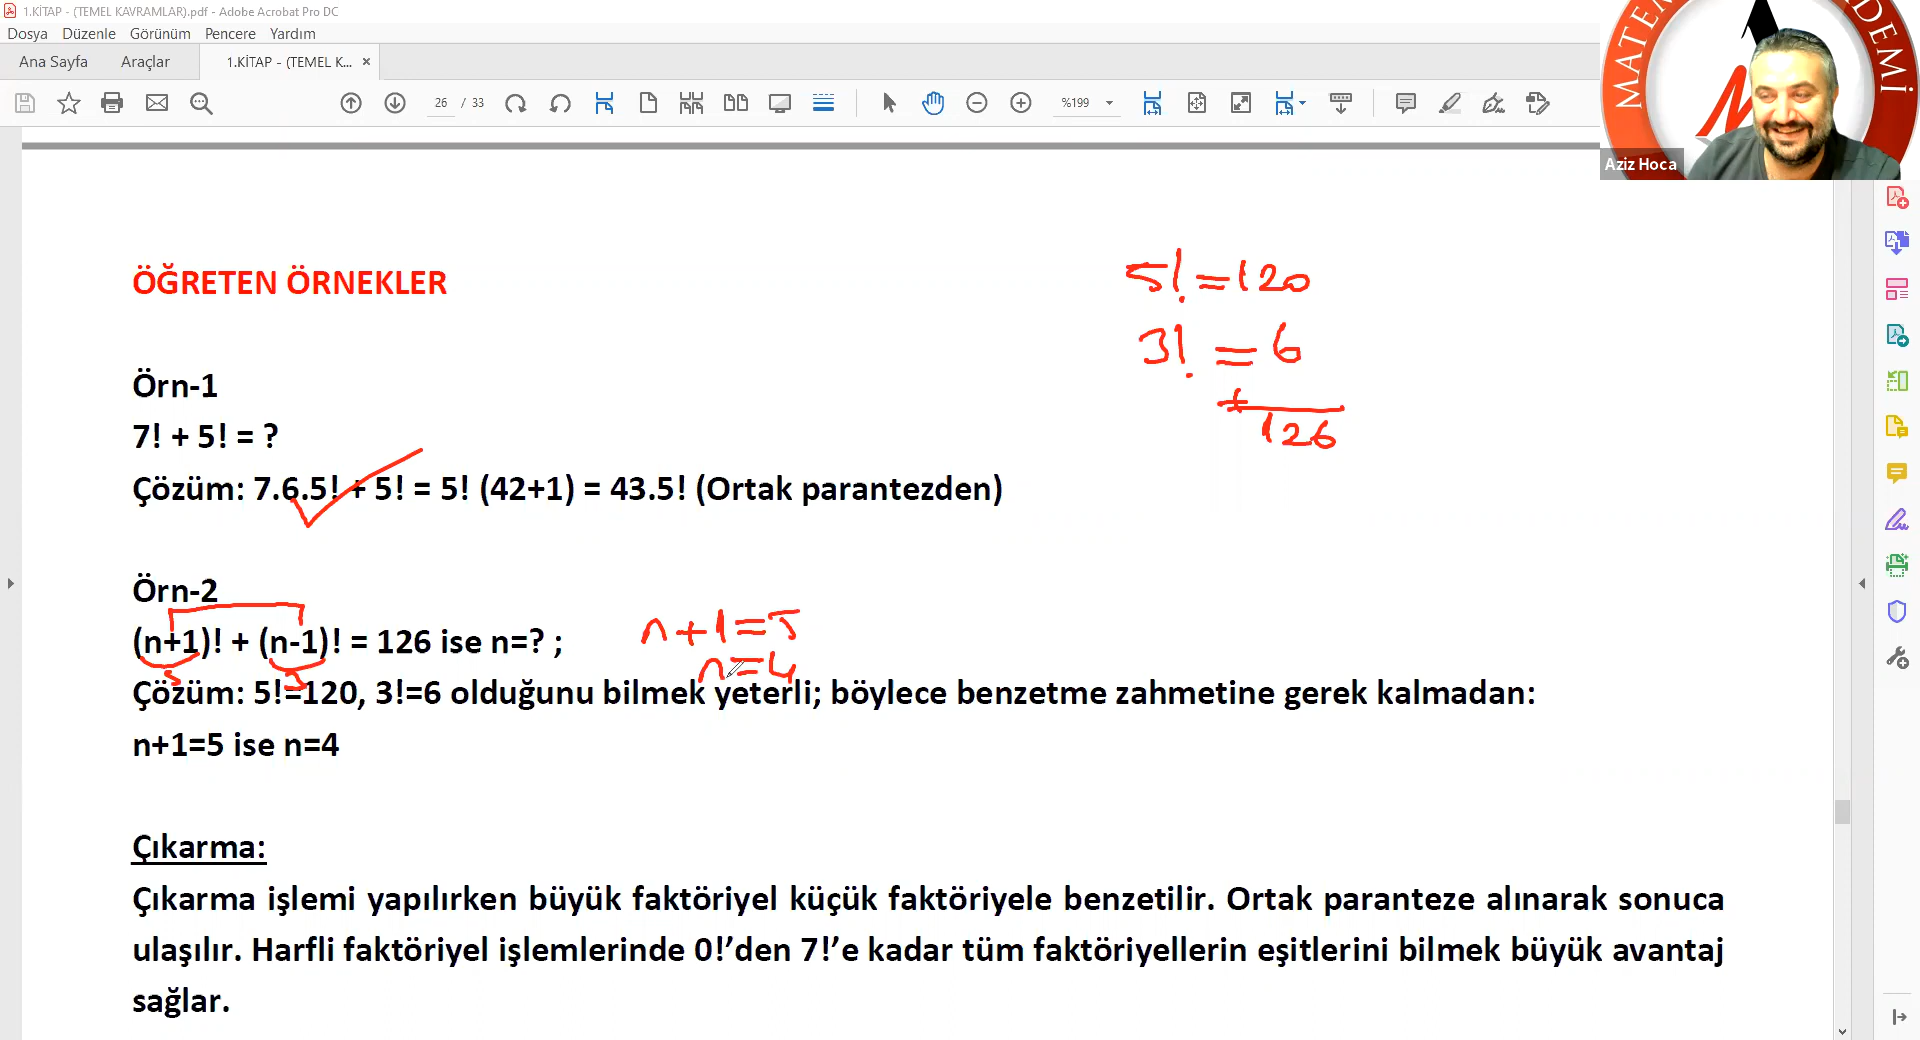 1.KİTAP - (TEMEL KAVRAMLAR).pdf - Adobe Acrobat Pro DC
Dosya Düzenle Görünüm Pencere Yardım
Ana Sayfa Araçlar 1.KİTAP - (TEMEL K... ×
26 / 33 %199
MATEM
DEMİ
Aziz Hoca
ÖĞRETEN ÖRNEKLER
5! = 120
3! = 6
+
126
Örn-1
7! + 5! = ?
Çözüm: 7.6.5! + 5! = 5! (42+1) = 43.5! (Ortak parantezden)
Örn-2
(n+1)! + (n-1)! = 126 ise n=? ;
n+1=5
5 3
n=4
Çözüm: 5!=120, 3!=6 olduğunu bilmek yeterli; böylece benzetme zahmetine gerek kalmadan:
n+1=5 ise n=4
Çıkarma:
Çıkarma işlemi yapılırken büyük faktöriyel küçük faktöriyele benzetilir. Ortak paranteze alınarak sonuca
ulaşılır. Harfli faktöriyel işlemlerinde 0!’den 7!’e kadar tüm faktöriyellerin eşitlerini bilmek büyük avantaj
sağlar.